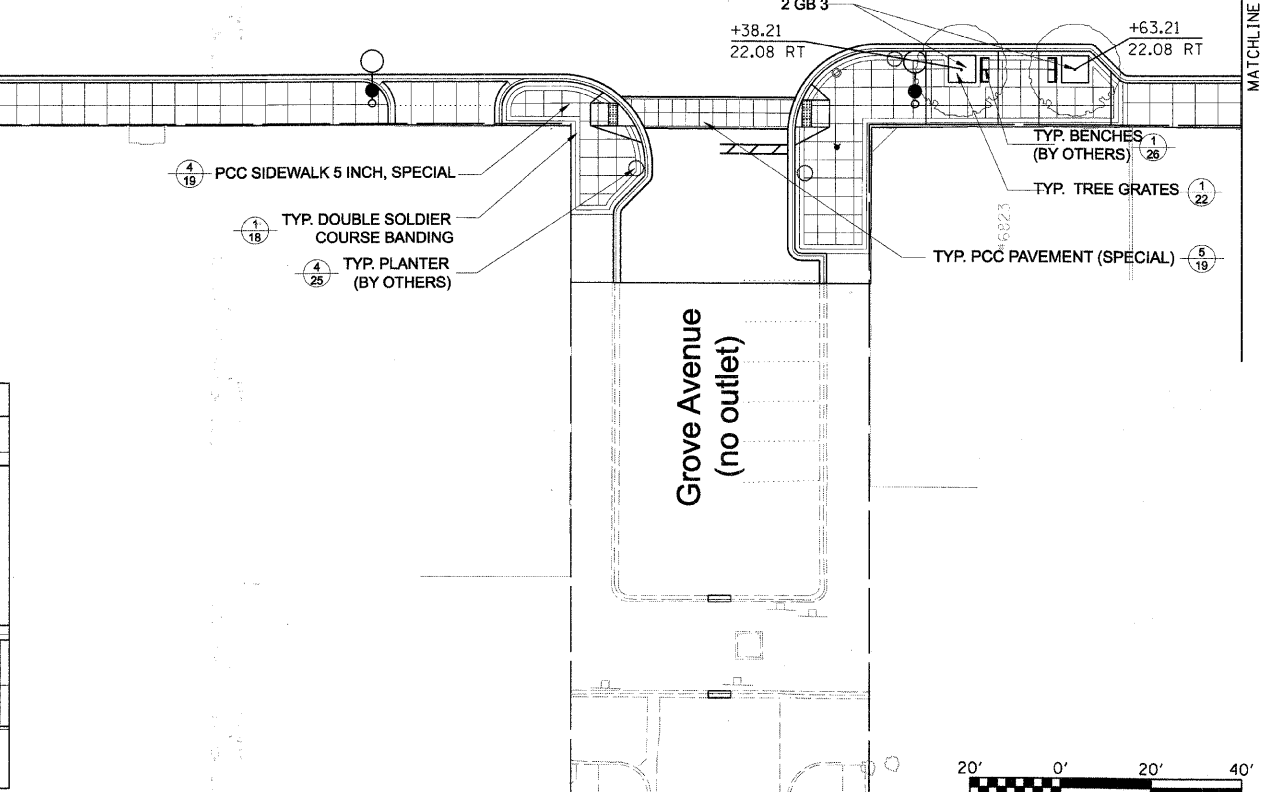 2 GB 3
+38.21
22.08 RT
+63.21
22.08 RT
MATCHLINE
TYP. BENCHES
(BY OTHERS)
1
26
4
19
PCC SIDEWALK 5 INCH, SPECIAL
TYP. TREE GRATES
1
22
1
18
TYP. DOUBLE SOLDIER
COURSE BANDING
#6823
4
25
TYP. PLANTER
(BY OTHERS)
TYP. PCC PAVEMENT (SPECIAL)
5
19
Grove Avenue
(no outlet)
20' 0' 20' 40'